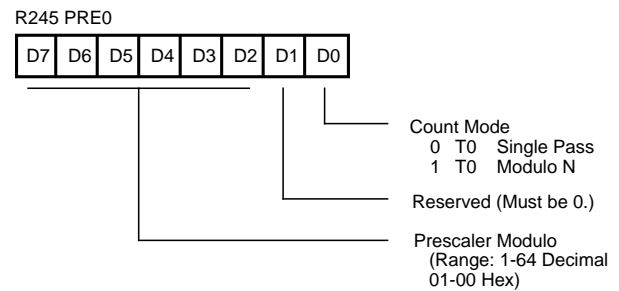 R245 PRE0
D7 D6 D5 D4 D3 D2 D1 D0
Count Mode
0 T0 Single Pass
1 T0 Modulo N
Reserved (Must be 0.)
Prescaler Modulo
(Range: 1-64 Decimal
01-00 Hex)